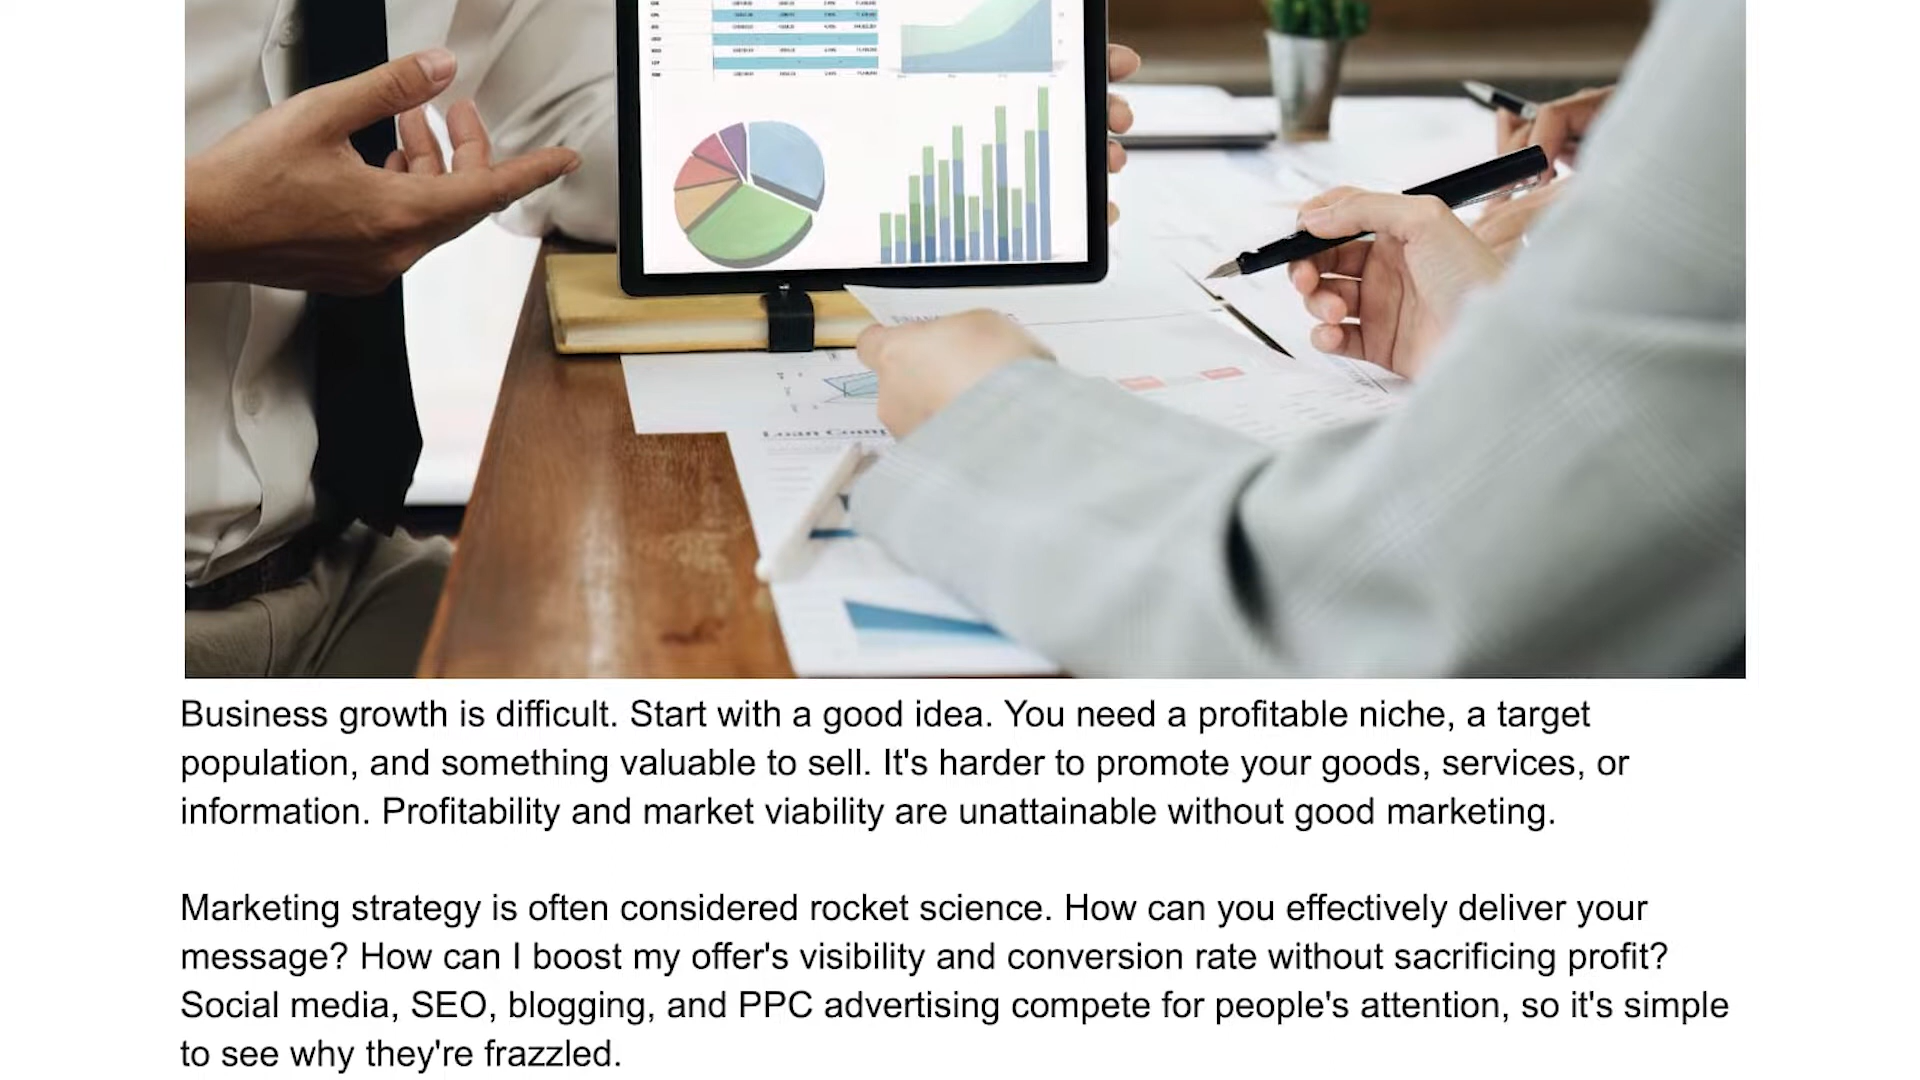 Loan Comp
Business growth is difficult. Start with a good idea. You need a profitable niche, a target
population, and something valuable to sell. It's harder to promote your goods, services, or
information. Profitability and market viability are unattainable without good marketing.
Marketing strategy is often considered rocket science. How can you effectively deliver your
message? How can I boost my offer's visibility and conversion rate without sacrificing profit?
Social media, SEO, blogging, and PPC advertising compete for people's attention, so it's simple
to see why they're frazzled.